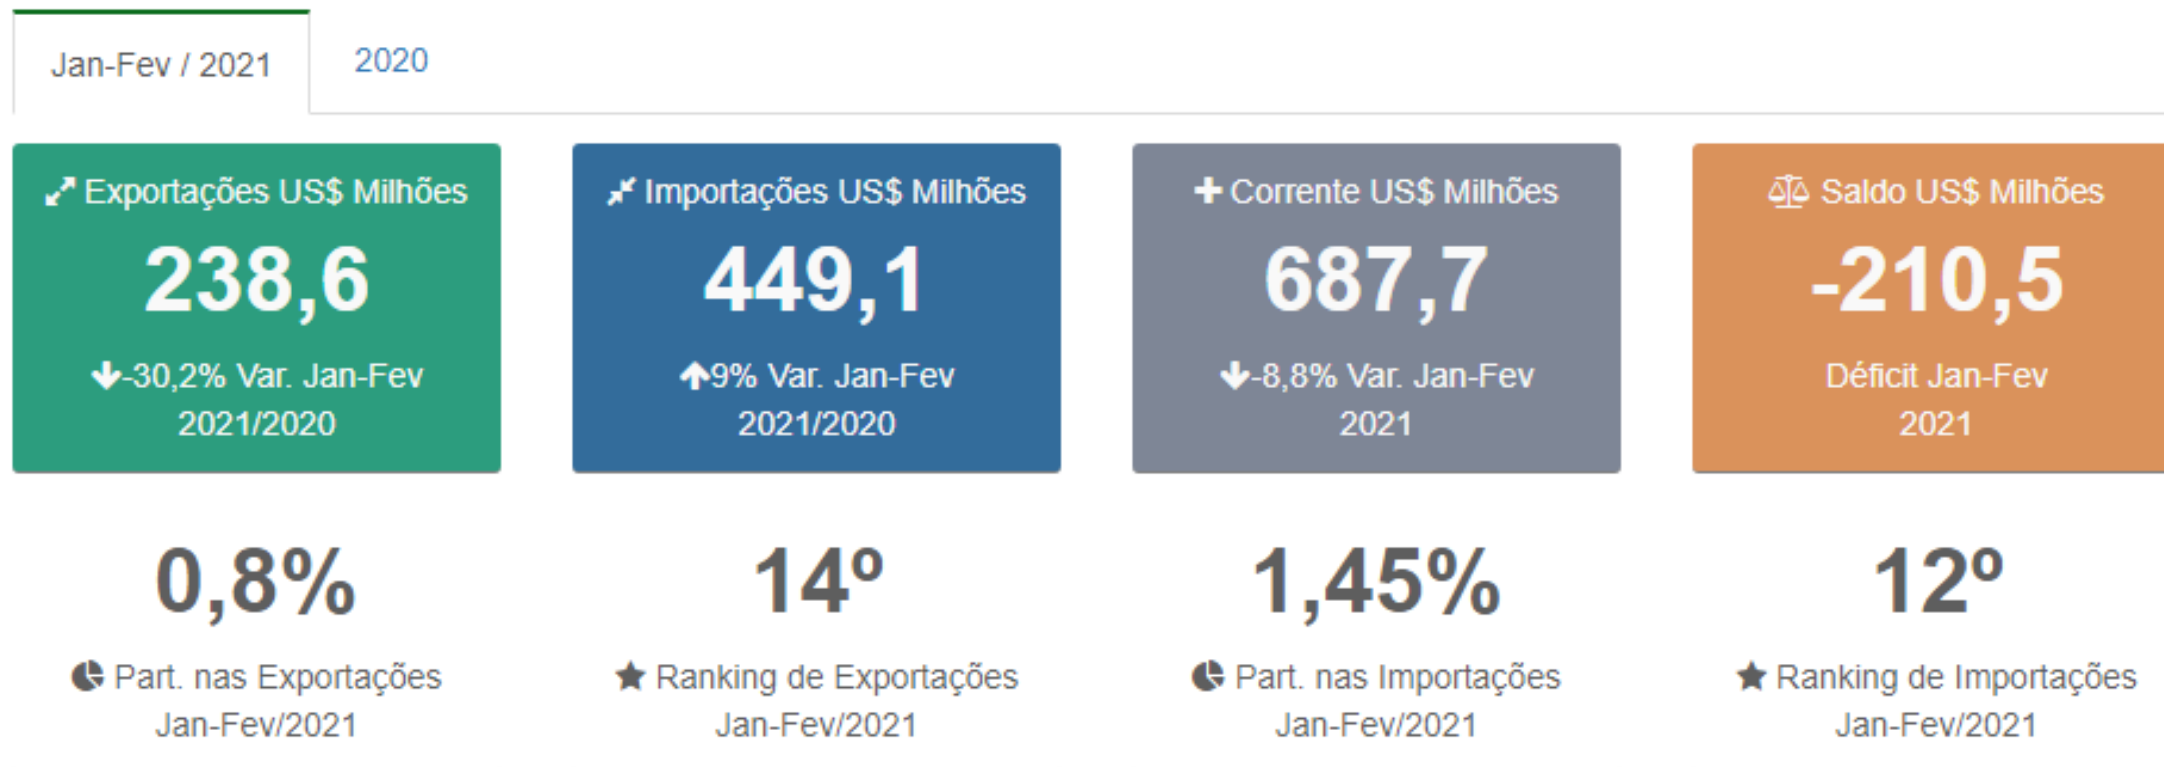 Jan-Fev / 2021
2020
Exportações US$ Milhões
238,6
-30,2% Var. Jan-Fev
2021/2020
Importações US$ Milhões
449,1
9% Var. Jan-Fev
2021/2020
Corrente US$ Milhões
687,7
-8,8% Var. Jan-Fev
2021
Saldo US$ Milhões
-210,5
Déficit Jan-Fev
2021
0,8%
Part. nas Exportações
Jan-Fev/2021
14º
Ranking de Exportações
Jan-Fev/2021
1,45%
Part. nas Importações
Jan-Fev/2021
12º
Ranking de Importações
Jan-Fev/2021